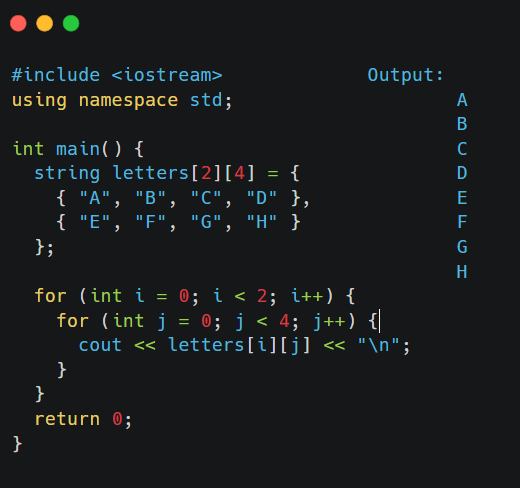 #include <iostream>
using namespace std;

int main() {
  string letters[2][4] = {
    { "A", "B", "C", "D" },
    { "E", "F", "G", "H" }
  };

  for (int i = 0; i < 2; i++) {
    for (int j = 0; j < 4; j++) {
      cout << letters[i][j] << "\n";
    }
  }
  return 0;
}
Output:
A
B
C
D
E
F
G
H